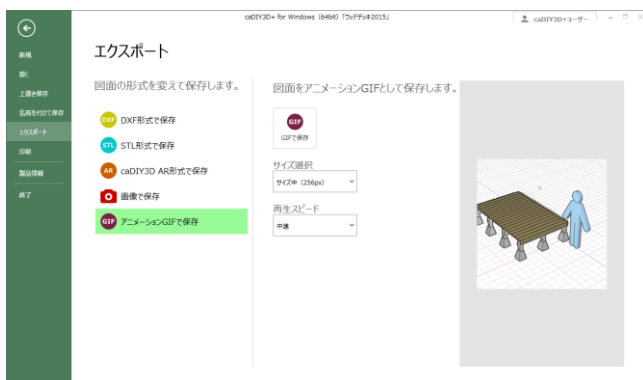 caDIY3D+ for Windows (64bit) 「ウッドデッキ2015」
caDIY3D+ユーザー
新規
開く
上書き保存
名前を付けて保存
エクスポート
印刷
製品情報
終了
エクスポート
図面の形式を変えて保存します。
DXF DXF形式で保存
STL STL形式で保存
AR caDIY3D AR形式で保存
画像で保存
GIF アニメーションGIFで保存
図面をアニメーションGIFとして保存します。
GIF
GIFで保存
サイズ選択
サイズ中 (256px)
再生スピード
中速